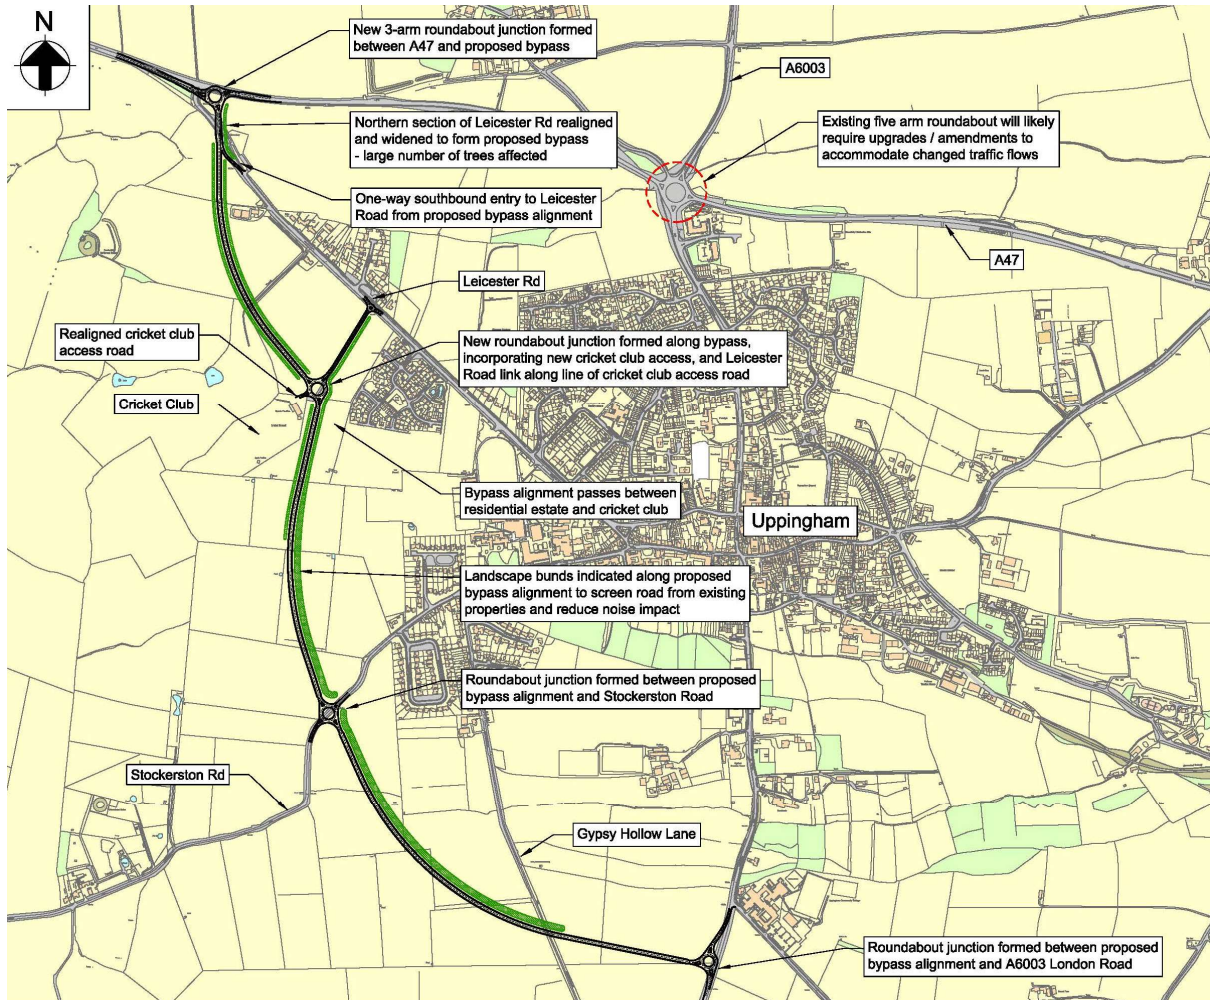 N
New 3-arm roundabout junction formed
between A47 and proposed bypass
A6003
Northern section of Leicester Rd realigned
and widened to form proposed bypass
- large number of trees affected
Existing five arm roundabout will likely
require upgrades / amendments to
accommodate changed traffic flows
One-way southbound entry to Leicester
Road from proposed bypass alignment
A47
Leicester Rd
Realigned cricket club
access road
New roundabout junction formed along bypass,
incorporating new cricket club access, and Leicester
Road link along line of cricket club access road
Cricket Club
Bypass alignment passes between
residential estate and cricket club
Uppingham
Landscape bunds indicated along proposed
bypass alignment to screen road from existing
properties and reduce noise impact
Roundabout junction formed between proposed
bypass alignment and Stockerston Road
Stockerston Rd
Gypsy Hollow Lane
Roundabout junction formed between proposed
bypass alignment and A6003 London Road